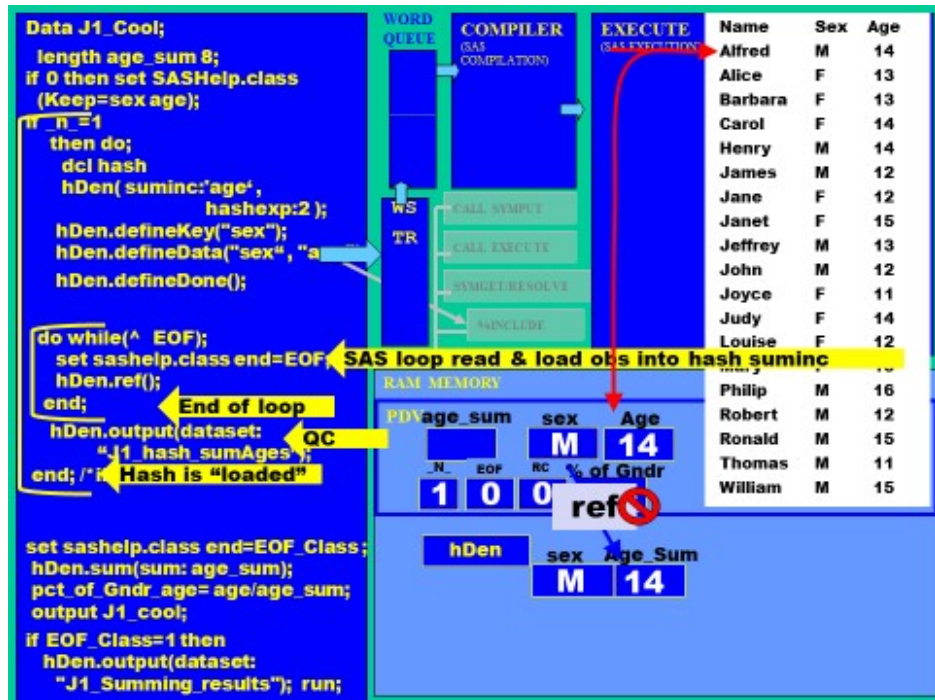 Data J1_Cool;
length age_sum 8;
if 0 then set SASHelp.class
(Keep=sex age);
if _n_=1
then do;
dcl hash
hDen( suminc:'age',
hashexp:2 );
hDen.defineKey("sex");
hDen.defineData("sex", "a
hDen.defineDone();
do while(^ EOF);
set sashelp.class end=EOF;
hDen.ref();
end;
hDen.output(dataset:
"J1_hash_sumAges");
end; /*i
SAS loop read & load obs into hash suminc
End of loop
QC
Hash is "loaded"
set sashelp.class end=EOF_Class;
hDen.sum(sum: age_sum);
pct_of_Gndr_age= age/age_sum;
output J1_cool;
if EOF_Class=1 then
hDen.output(dataset:
"J1_Summing_results"); run;
WORD
QUEUE
COMPILER
(SAS
COMPILATION)
EXECUTE
(SAS EXECUTION)
WS
TR
CALL SYMPUT
CALL EXECUTE
SYMGET/RESOLVE
%INCLUDE
Name Sex Age
Alfred M 14
Alice F 13
Barbara F 13
Carol F 14
Henry M 14
James M 12
Jane F 12
Janet F 15
Jeffrey M 13
John M 12
Joyce F 11
Judy F 14
Louise F 12
Philip M 16
Robert M 12
Ronald M 15
Thomas M 11
William M 15
RAM MEMORY
PDV age_sum sex Age
M 14
_N_ EOF RC % of Gndr
1 0 0
ref
hDen sex Age_Sum
M 14